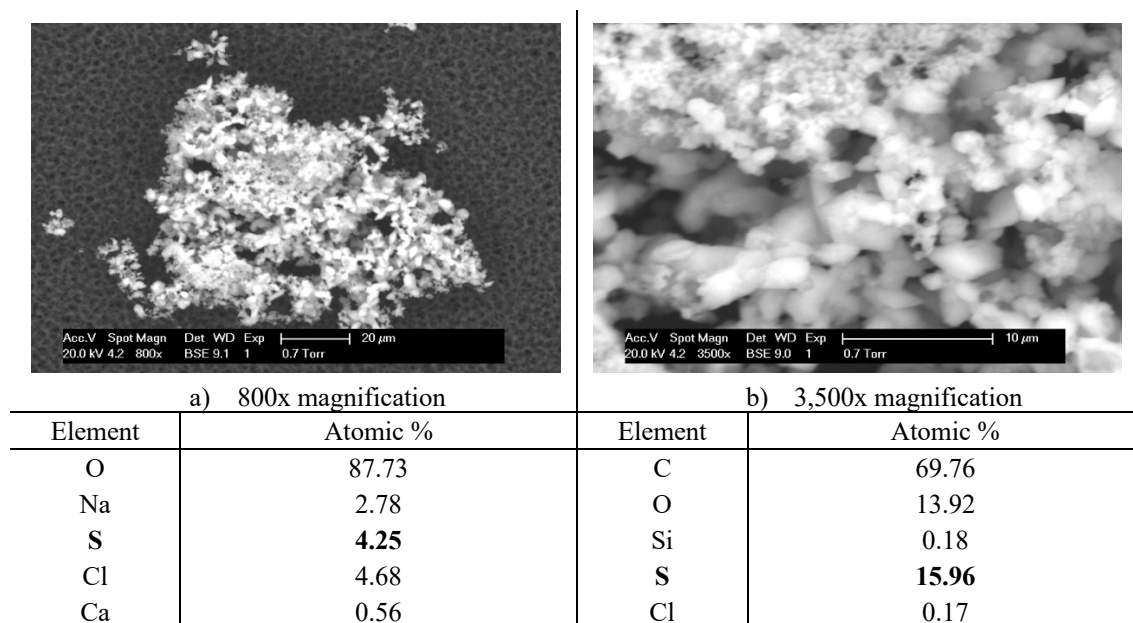 Acc.V Spot Magn Det WD Exp 20 µm
20.0 kV 4.2 800x BSE 9.1 1 0.7 Torr
Acc.V Spot Magn Det WD Exp 10 µm
20.0 kV 4.2 3500x BSE 9.0 1 0.7 Torr
a) 800x magnification
b) 3,500x magnification
Element Atomic % Element Atomic %
O 87.73 C 69.76
Na 2.78 O 13.92
S 4.25 Si 0.18
Cl 4.68 S 15.96
Ca 0.56 Cl 0.17